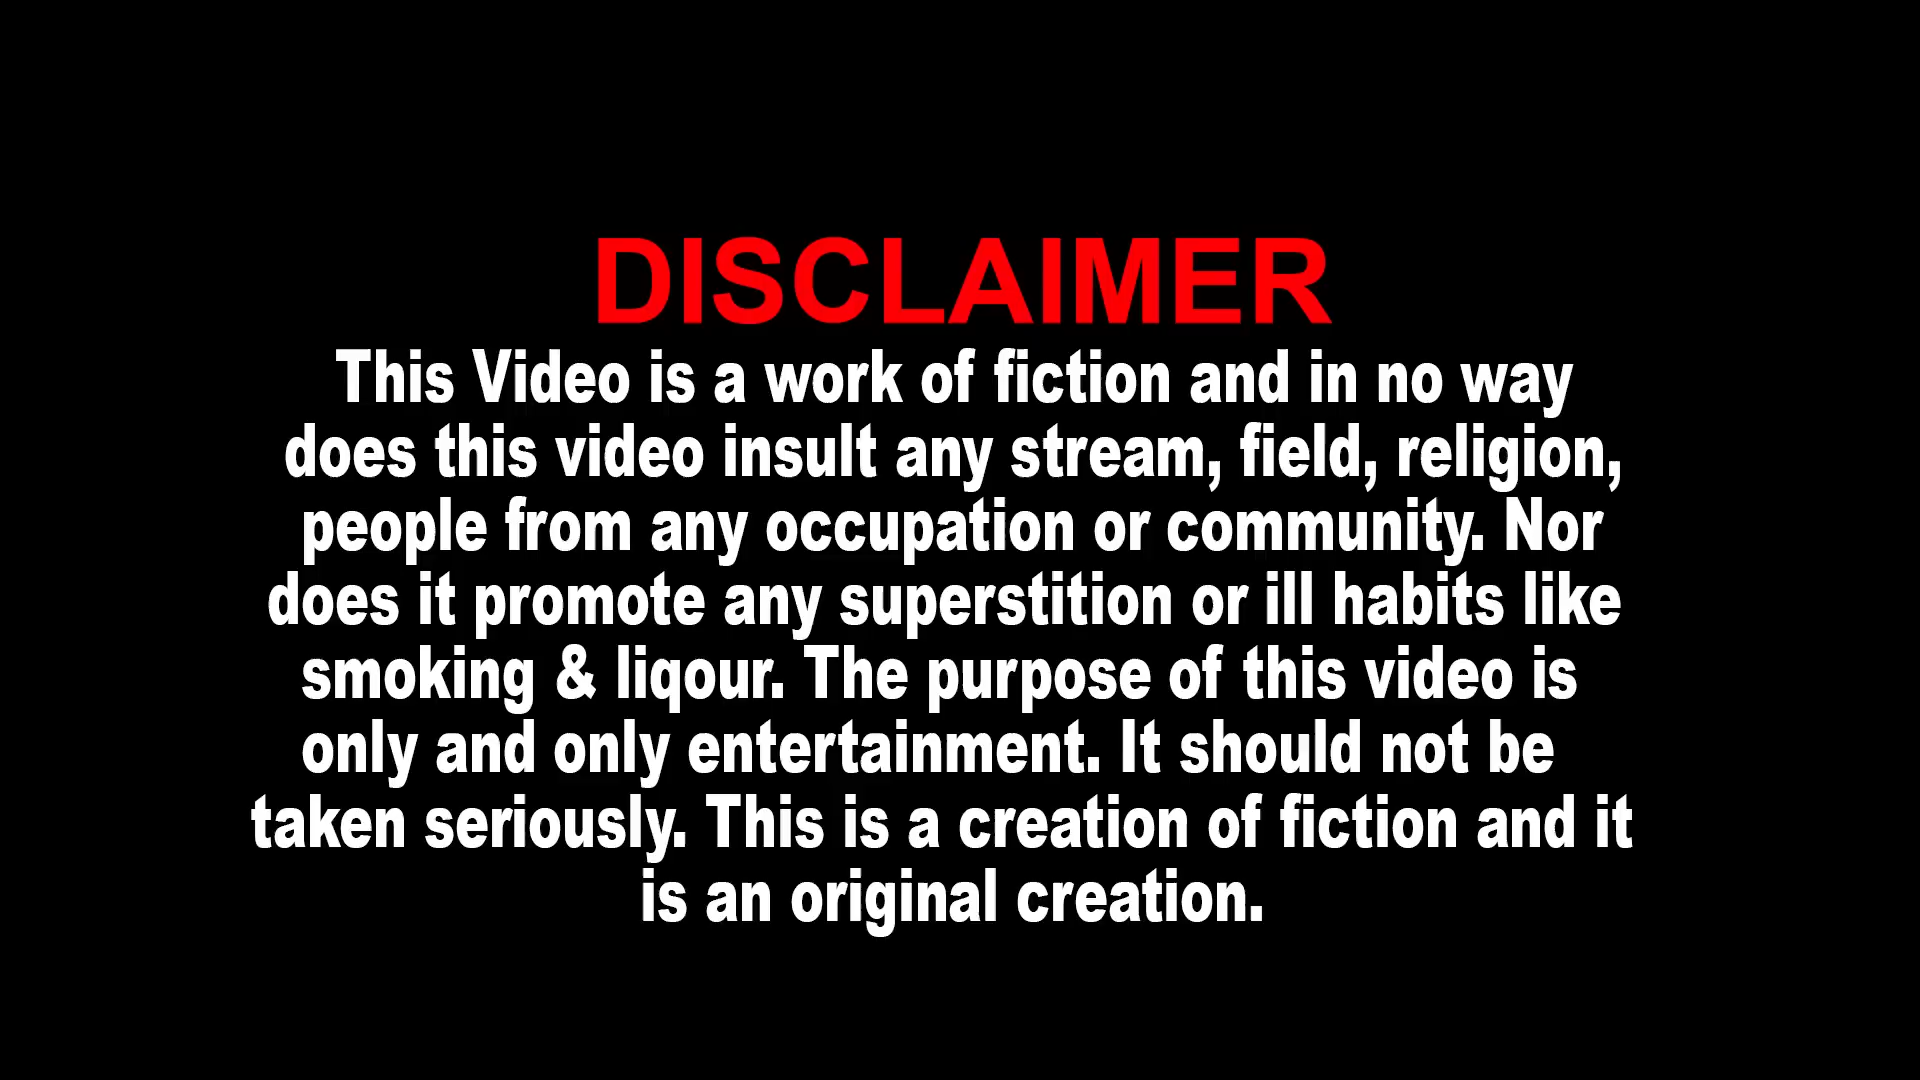 DISCLAIMER
This Video is a work of fiction and in no way
does this video insult any stream, field, religion,
people from any occupation or community. Nor
does it promote any superstition or ill habits like
smoking & liqour. The purpose of this video is
only and only entertainment. It should not be
taken seriously. This is a creation of fiction and it
is an original creation.